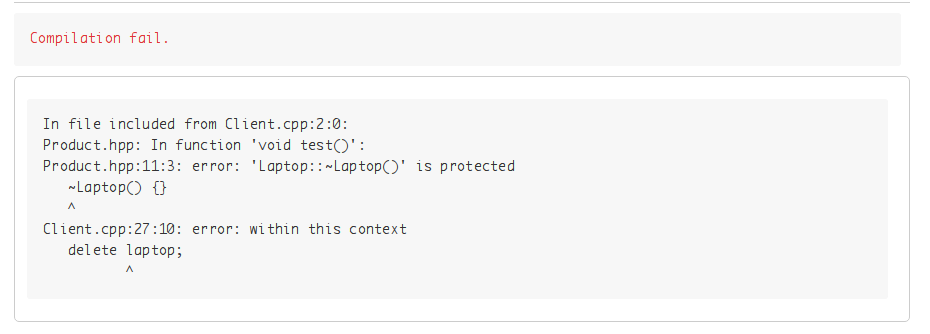 Compilation fail.
In file included from Client.cpp:2:0:
Product.hpp: In function 'void test()':
Product.hpp:11:3: error: 'Laptop::~Laptop()' is protected
   ~Laptop() {}
   ^
Client.cpp:27:10: error: within this context
   delete laptop;
          ^